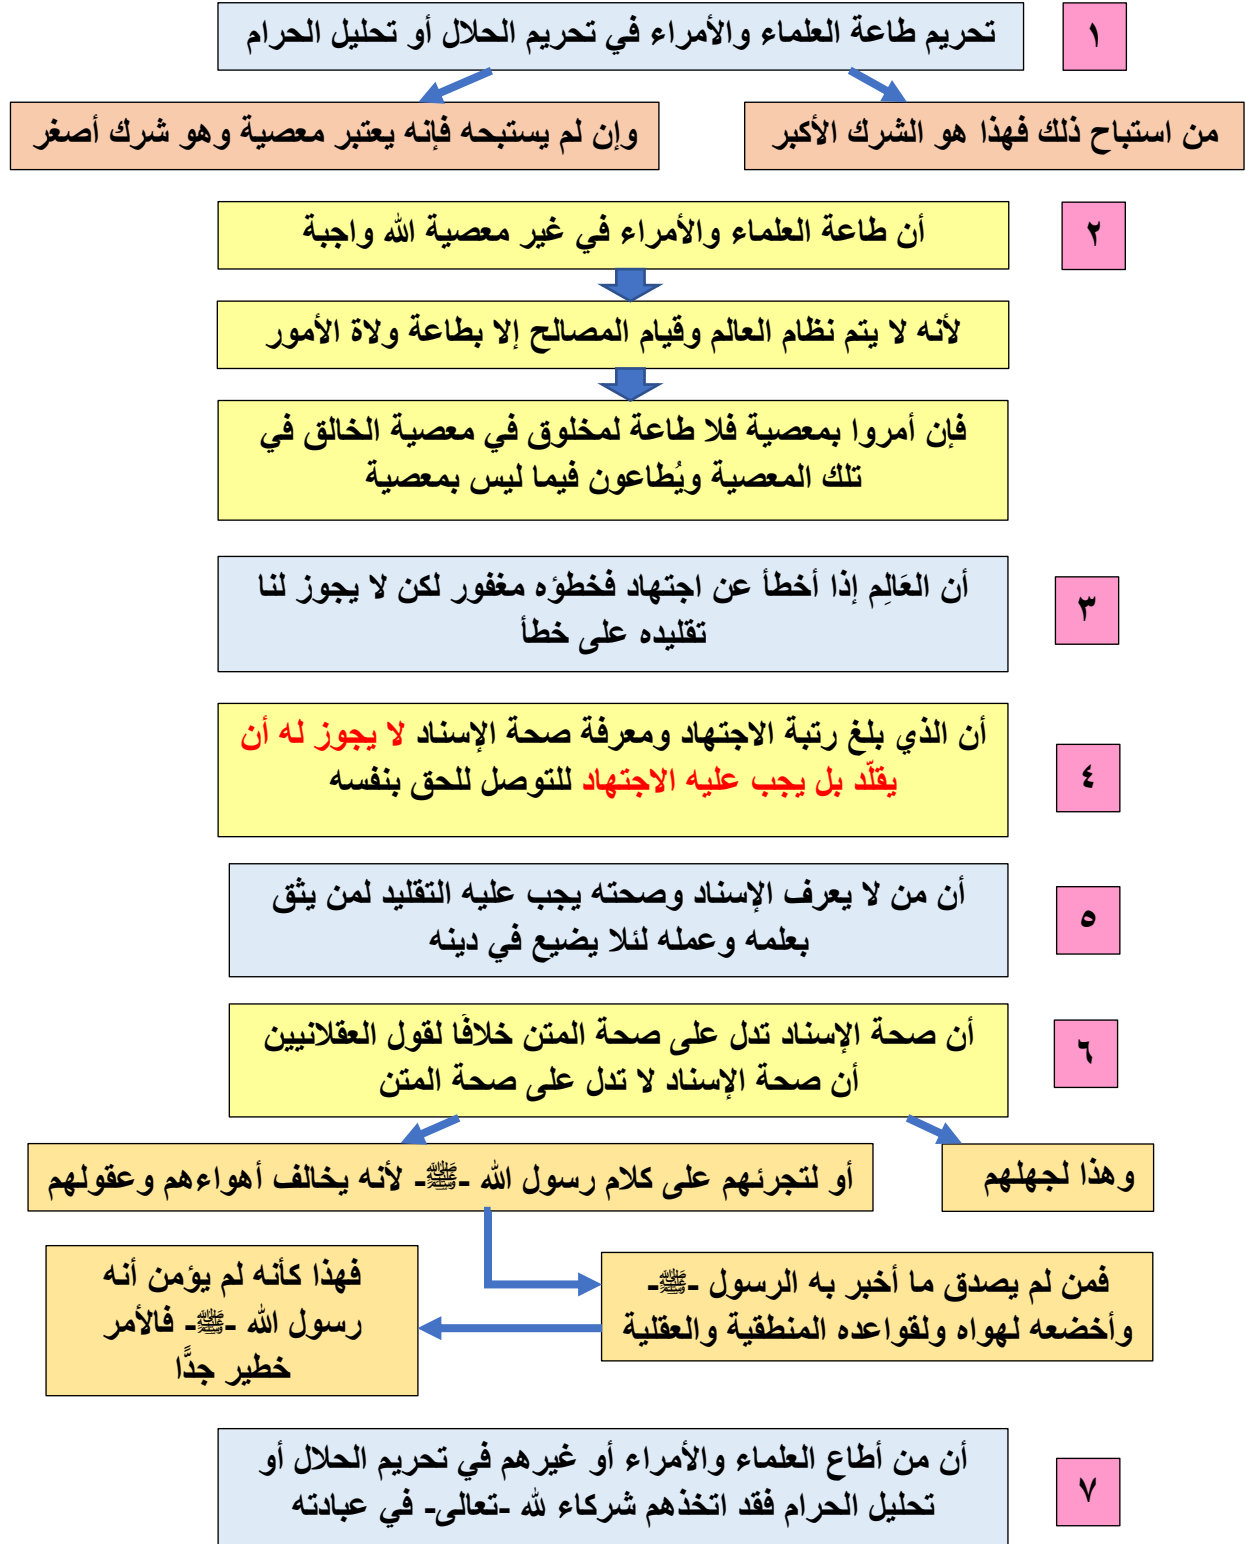 ١
تحريم طاعة العلماء والأمراء في تحريم الحلال أو تحليل الحرام
من استباح ذلك فهذا هو الشرك الأكبر
وإن لم يستبحه فإنه يعتبر معصية وهو شرك أصغر
٢
أن طاعة العلماء والأمراء في غير معصية الله واجبة
لأنه لا يتم نظام العالم وقيام المصالح إلا بطاعة ولاة الأمور
فإن أمروا بمعصية فلا طاعة لمخلوق في معصية الخالق في
تلك المعصية ويُطاعون فيما ليس بمعصية
٣
أن العَالِم إذا أخطأ عن اجتهاد فخطؤه مغفور لكن لا يجوز لنا
تقليده على خطأ
٤
أن الذي بلغ رتبة الاجتهاد ومعرفة صحة الإسناد لا يجوز له أن
يقلّد بل يجب عليه الاجتهاد للتوصل للحق بنفسه
٥
أن من لا يعرف الإسناد وصحته يجب عليه التقليد لمن يثق
بعلمه وعمله لئلا يضيع في دينه
٦
أن صحة الإسناد تدل على صحة المتن خلافًا لقول العقلانيين
أن صحة الإسناد لا تدل على صحة المتن
وهذا لجهلهم
أو لتجرئهم على كلام رسول الله -ﷺ- لأنه يخالف أهواءهم وعقولهم
فمن لم يصدق ما أخبر به الرسول -ﷺ-
وأخضعه لهواه ولقواعده المنطقية والعقلية
فهذا كأنه لم يؤمن أنه
رسول الله -ﷺ- فالأمر
خطير جدًّا
٧
أن من أطاع العلماء والأمراء أو غيرهم في تحريم الحلال أو
تحليل الحرام فقد اتخذهم شركاء لله -تعالى- في عبادته